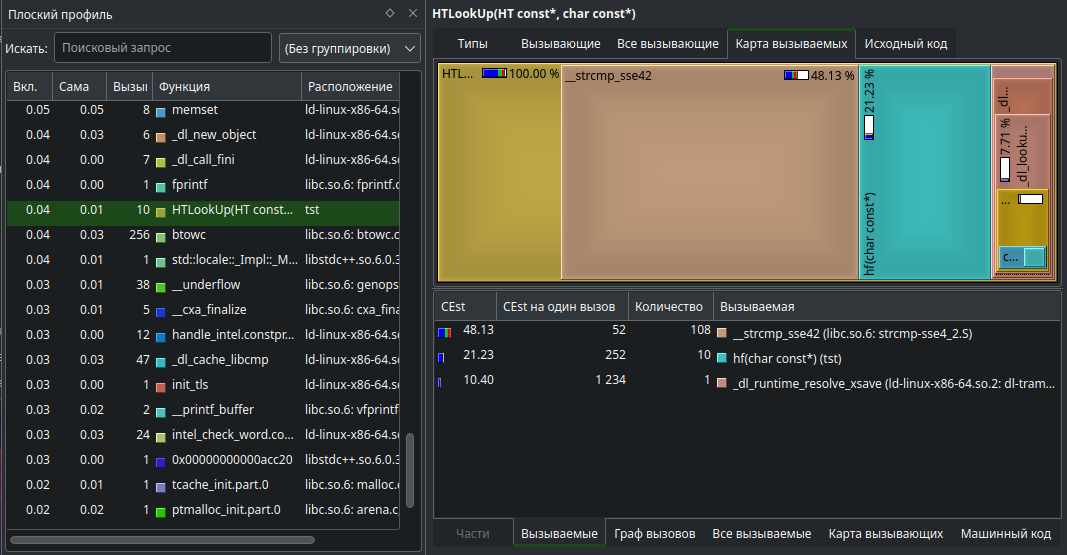 Плоский профиль
Искать: Поисковый запрос (Без группировки)
Вкл. Сама Вызыв Функция Расположение
0.05 0.05 8 memset ld-linux-x86-64.so
0.04 0.03 6 _dl_new_object ld-linux-x86-64.so
0.04 0.00 7 _dl_call_fini ld-linux-x86-64.so
0.04 0.00 1 fprintf libc.so.6: fprintf.c
0.04 0.01 10 HTLookUp(HT const... tst
0.04 0.03 256 btowc libc.so.6: btowc.c
0.04 0.01 1 std::locale::_Impl::_M... libstdc++.so.6.0.3
0.03 0.01 38 __underflow libc.so.6: genops
0.03 0.01 5 __cxa_finalize libc.so.6: cxa_fina
0.03 0.00 12 handle_intel.constpr... ld-linux-x86-64.so
0.03 0.03 47 _dl_cache_libcmp ld-linux-x86-64.so
0.03 0.00 1 init_tls ld-linux-x86-64.so
0.03 0.02 2 __printf_buffer libc.so.6: vfprintf
0.03 0.03 24 intel_check_word.co... ld-linux-x86-64.so
0.03 0.00 1 0x00000000000acc20 libstdc++.so.6.0.3
0.02 0.01 1 tcache_init.part.0 libc.so.6: malloc.c
0.02 0.02 1 ptmalloc_init.part.0 libc.so.6: arena.c
HTLookUp(HT const*, char const*)
Типы Вызывающие Все вызывающие Карта вызываемых Исходный код
HTL... 100.00 %
__strcmp_sse42 48.13 %
hf(char const*) 21.23 %
_dl...
_dl_looku... 7.71 %
...
c...
CEst CEst на один вызов Количество Вызываемая
48.13 52 108 __strcmp_sse42 (libc.so.6: strcmp-sse4_2.S)
21.23 252 10 hf(char const*) (tst)
10.40 1 234 1 _dl_runtime_resolve_xsave (ld-linux-x86-64.so.2: dl-tram...
Части Вызываемые Граф вызовов Все вызываемые Карта вызывающих Машинный код